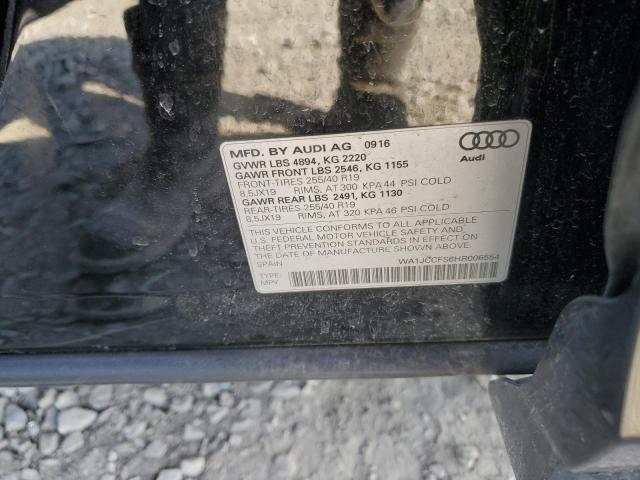 MFD. BY AUDI AG 0916
GVWR LBS 4894, KG 2220
GAWR FRONT LBS 2546, KG 1155
FRONT-TIRES 255/40 R19
8,5JX19 RIMS, AT 300 KPA 44 PSI COLD
GAWR REAR LBS 2491, KG 1130
REAR-TIRES 255/40 R19
8,5JX19 RIMS, AT 320 KPA 46 PSI COLD
Audi
THIS VEHICLE CONFORMS TO ALL APPLICABLE
U.S. FEDERAL MOTOR VEHICLE SAFETY AND
THEFT PREVENTION STANDARDS IN EFFECT ON THE
DATE OF MANUFACTURE SHOWN ABOVE.
SPAIN
WA1JCCFS6HR006554
TYPE:
MPV